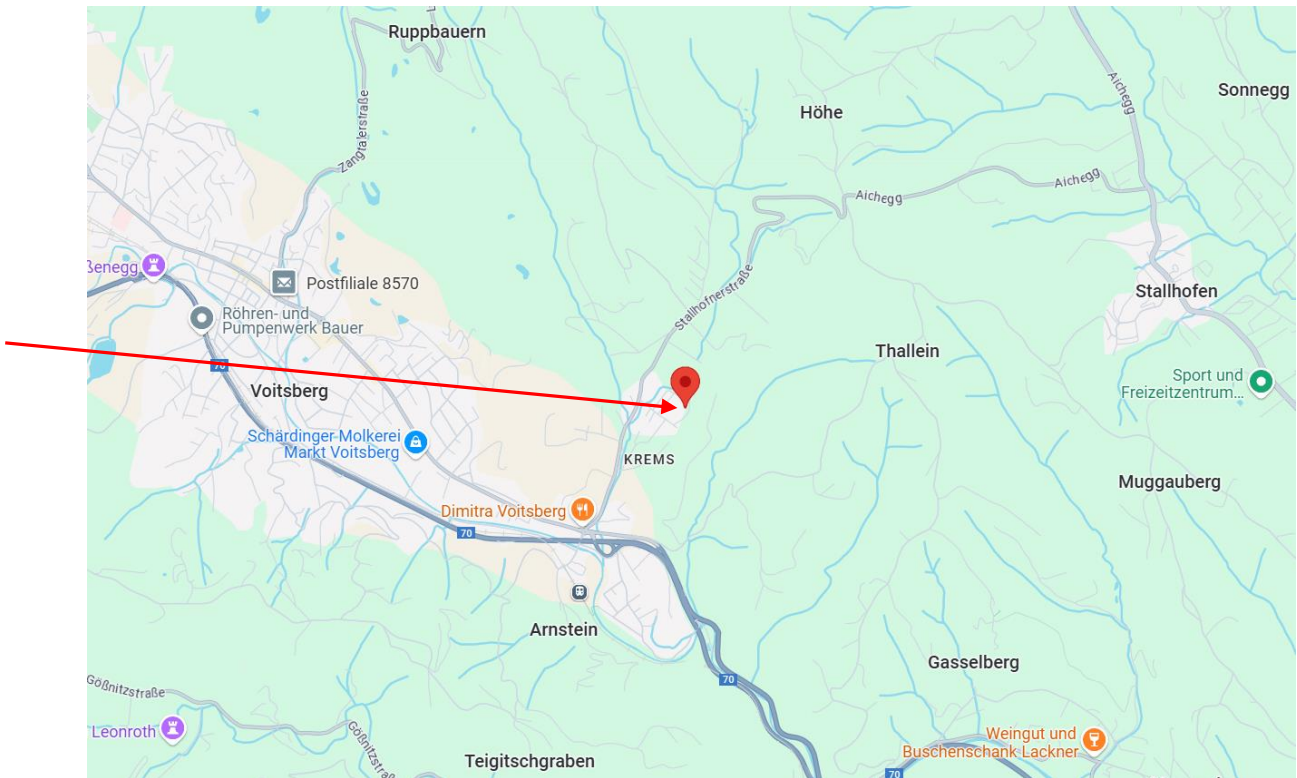 Ruppbauern
Sonnegg
Aichegg
Höhe
Zangtalerstraße
Aichegg
Aichegg
ßenegg
Postfiliale 8570
Stallhofen
Röhren- und
Pumpenwerk Bauer
Stallhofnerstraße
Thallein
70
Sport und
Freizeitzentrum...
Voitsberg
Schärdinger Molkerei
Markt Voitsberg
KREMS
Muggauberg
Dimitra Voitsberg
70
Arnstein
Gasselberg
70
Gößnitzstraße
Leonroth
Gößnitzstraße
Weingut und
Buschenschank Lackner
Teigitschgraben
70